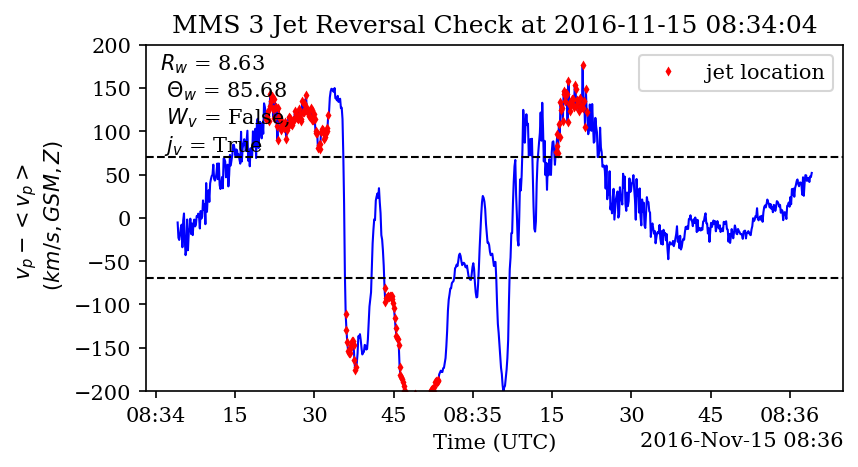 MMS 3 Jet Reversal Check at 2016-11-15 08:34:04
200
150
100
50
0
−50
−100
−150
−200
v_p − < v_p >
(km/s, GSM, Z)
R_w = 8.63
Θ_w = 85.68
W_v = False
j_v = True
jet location
08:34 15 30 45 08:35 15 30 45 08:36
Time (UTC)
2016-Nov-15 08:36